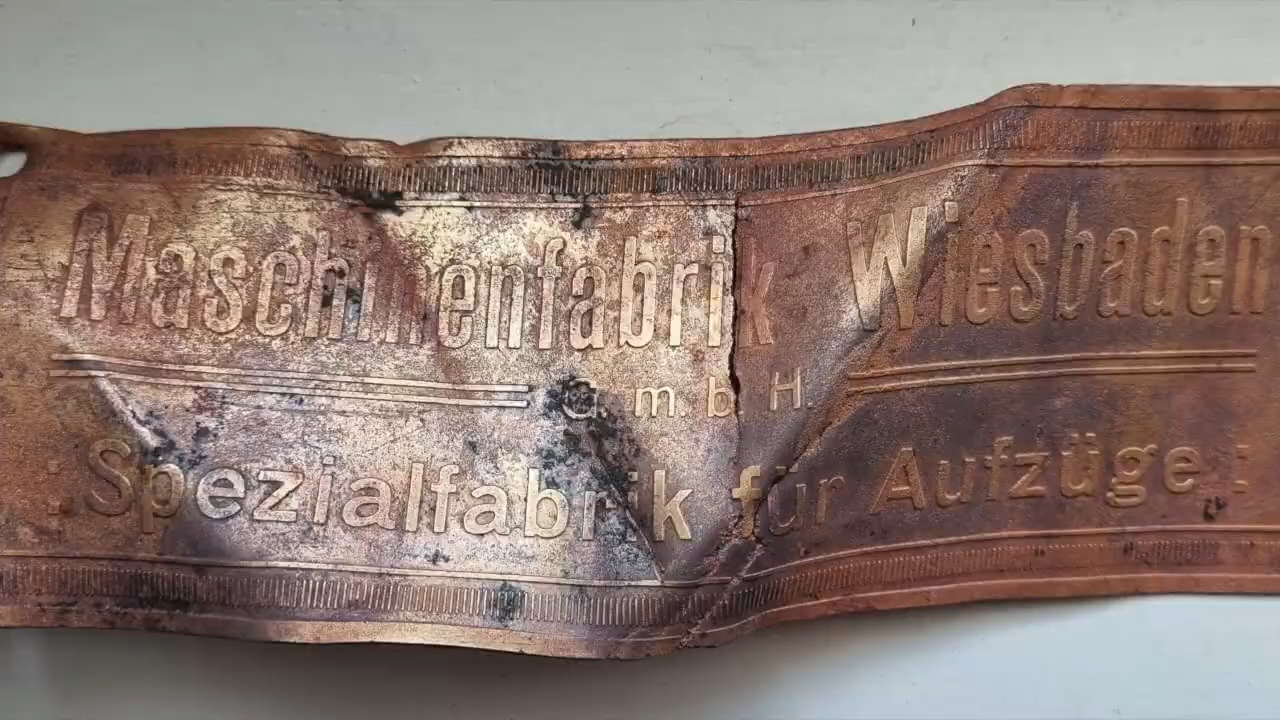 Maschinenfabrik Wiesbaden
G. m. b. H.
: Spezialfabrik für Aufzüge :